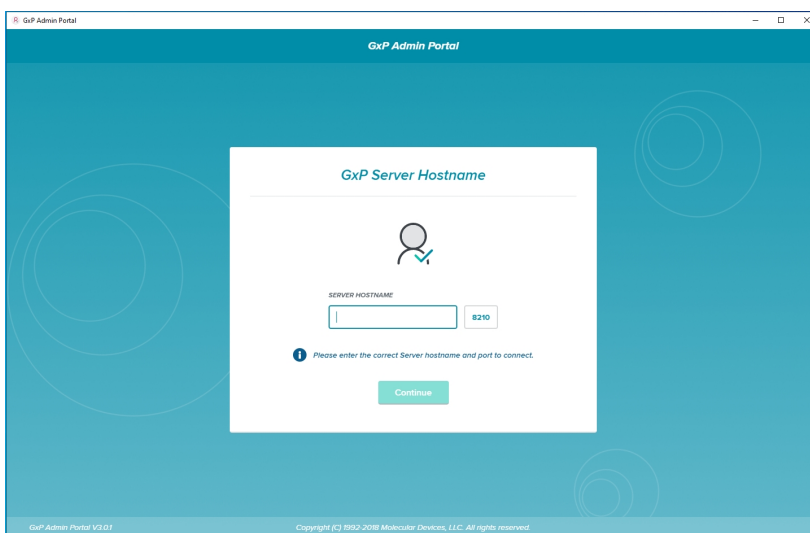 R GxP Admin Portal
GxP Admin Portal
GxP Server Hostname
SERVER HOSTNAME
8210
i Please enter the correct Server hostname and port to connect.
Continue
GxP Admin Portal V3.0.1 Copyright (C) 1992-2018 Molecular Devices, LLC. All rights reserved.